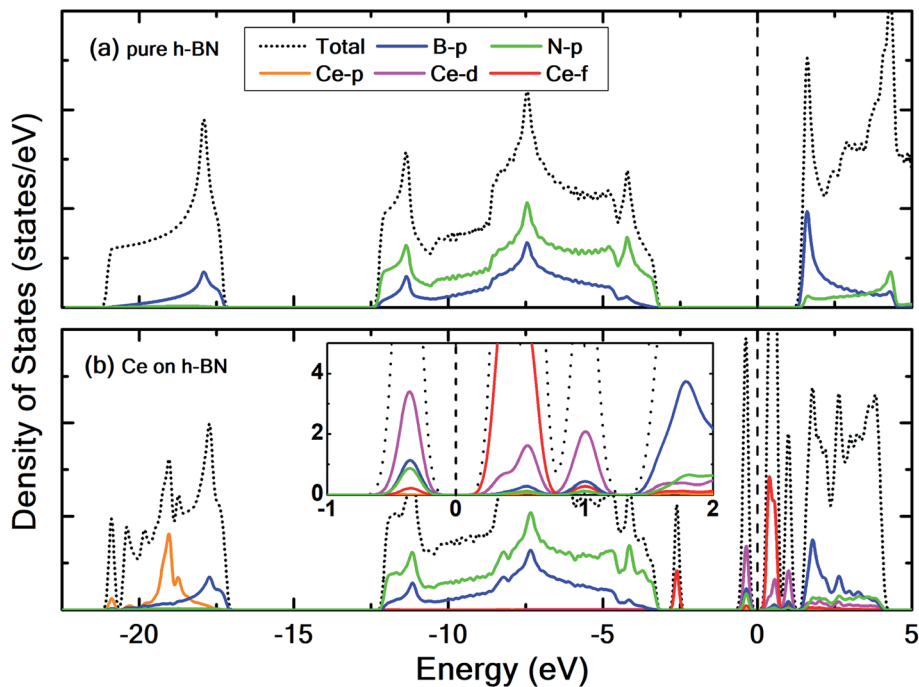 (a) pure h-BN
Total B-p N-p
Ce-p Ce-d Ce-f
Density of States (states/eV)
(b) Ce on h-BN
4
2
0
-1 0 1 2
-20 -15 -10 -5 0 5
Energy (eV)